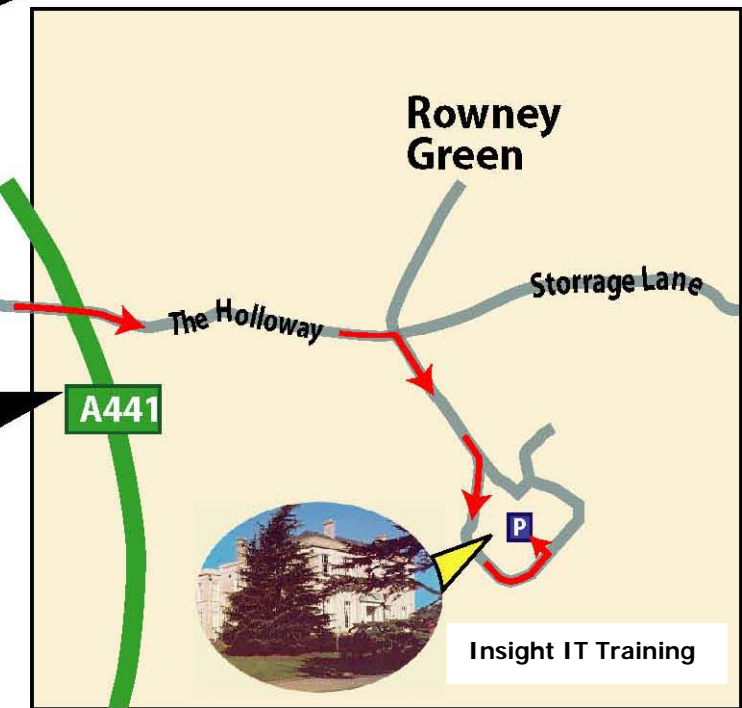 Rowney
Green
Storrage Lane
The Holloway
A441
P
Insight IT Training